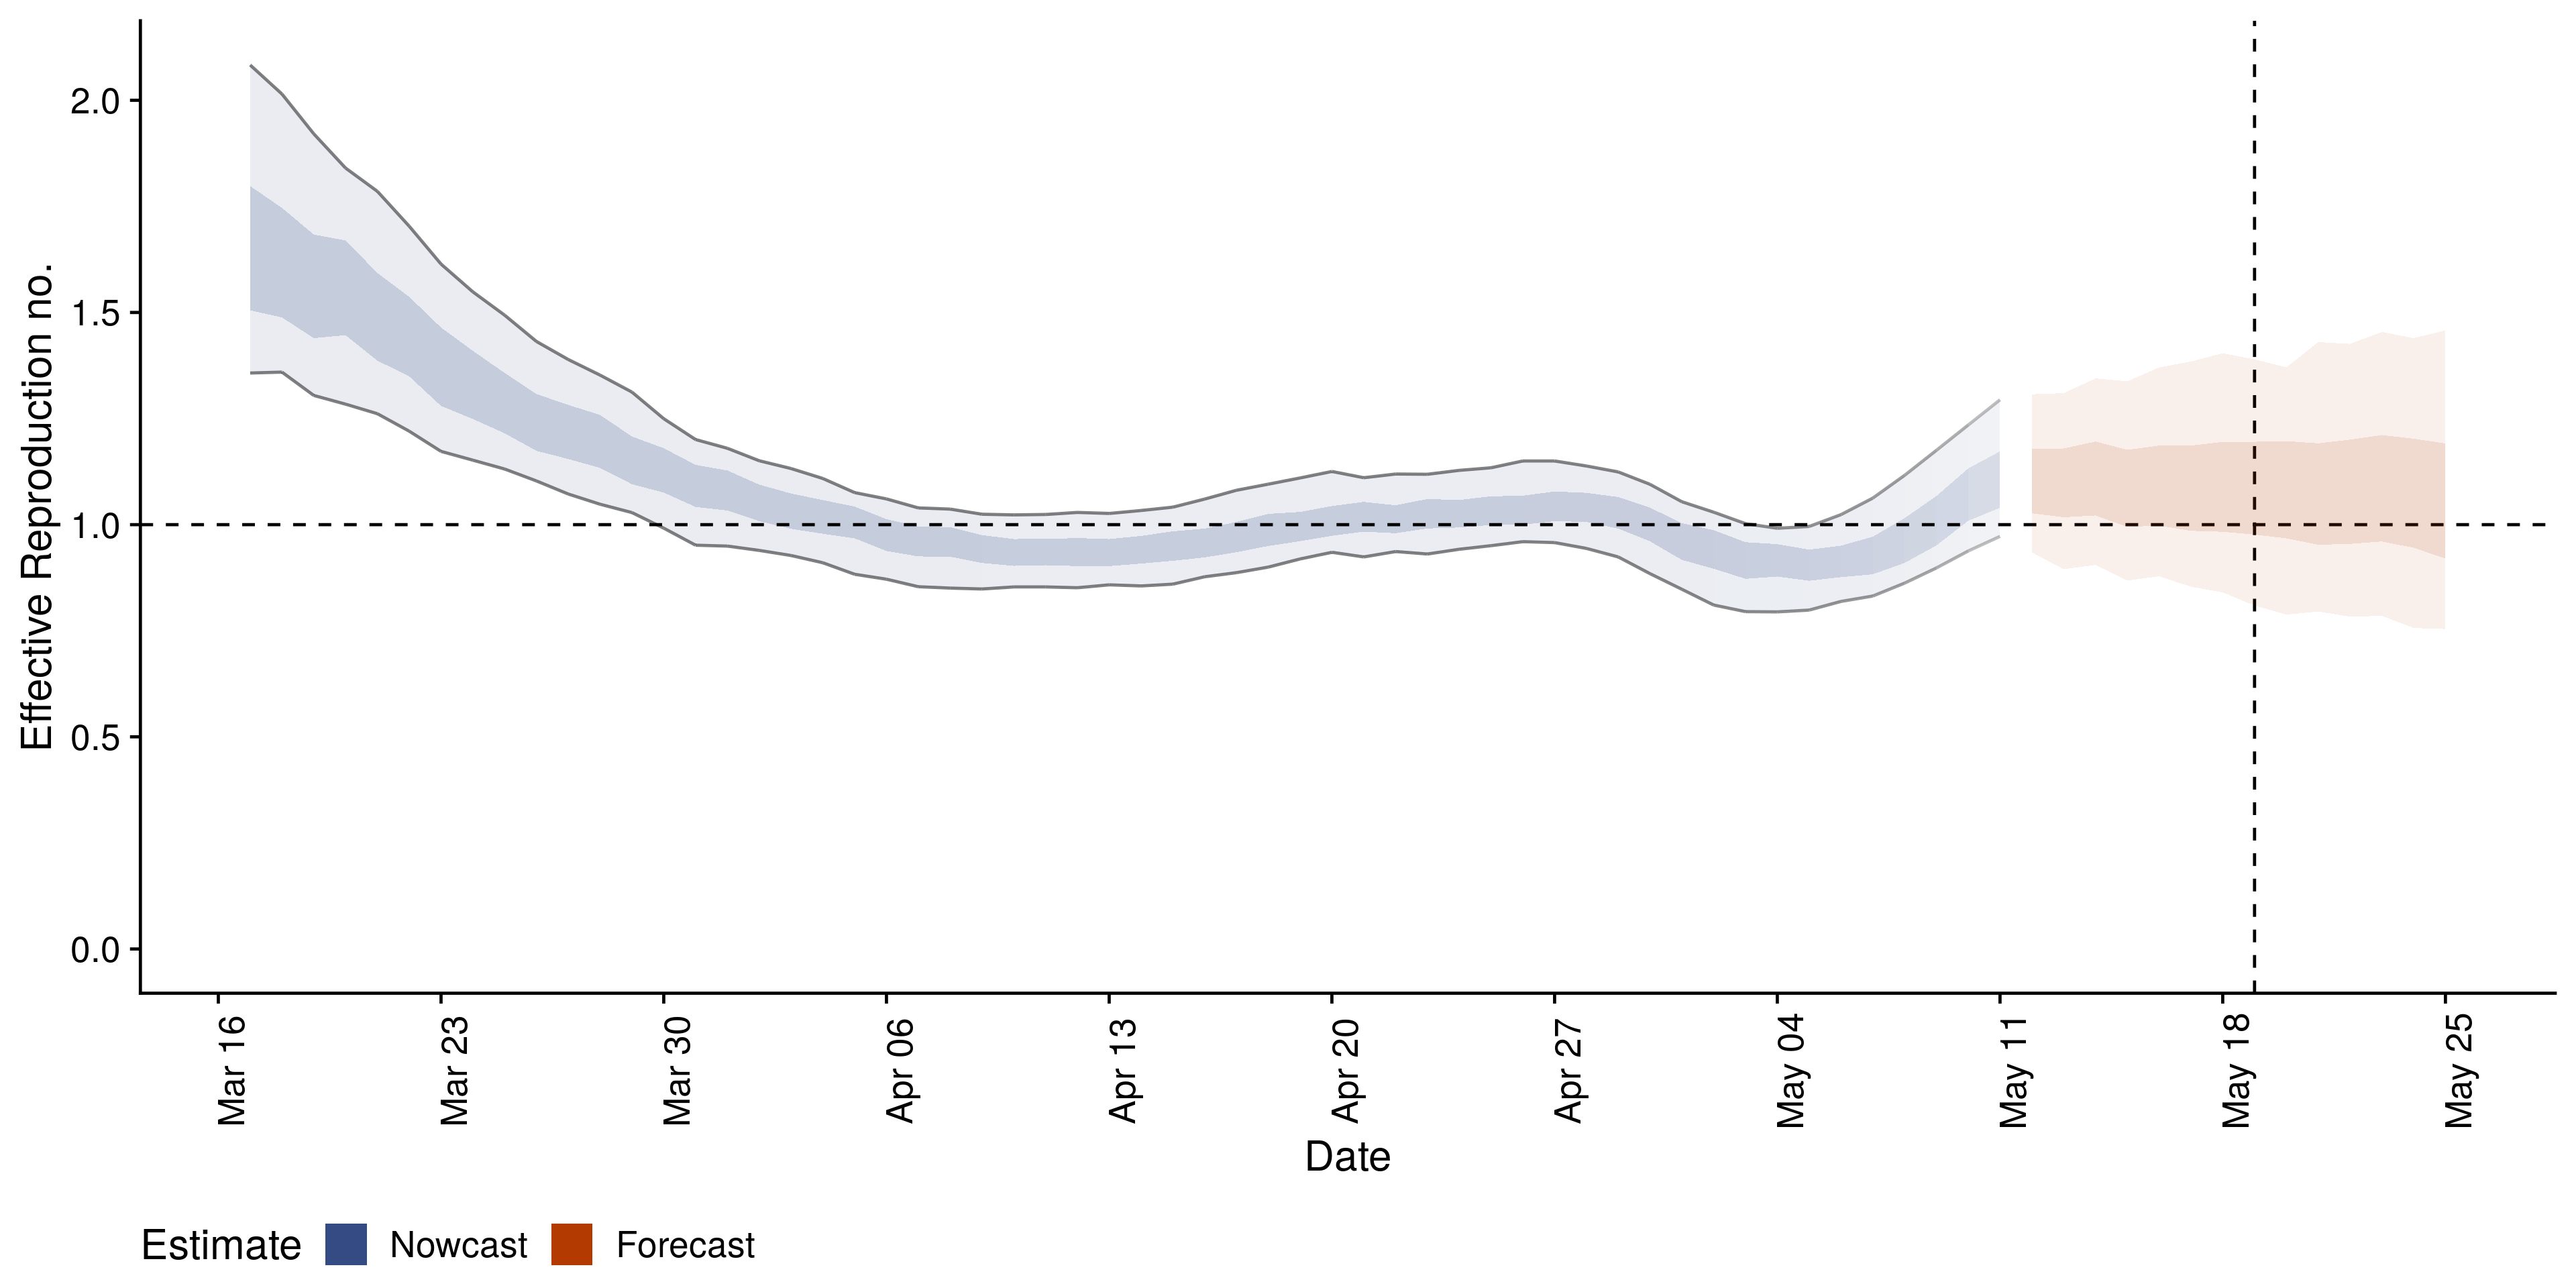 Effective Reproduction no.
2.0
1.5
1.0
0.5
0.0
Mar 16
Mar 23
Mar 30
Apr 06
Apr 13
Apr 20
Apr 27
May 04
May 11
May 18
May 25
Date
Estimate Nowcast Forecast